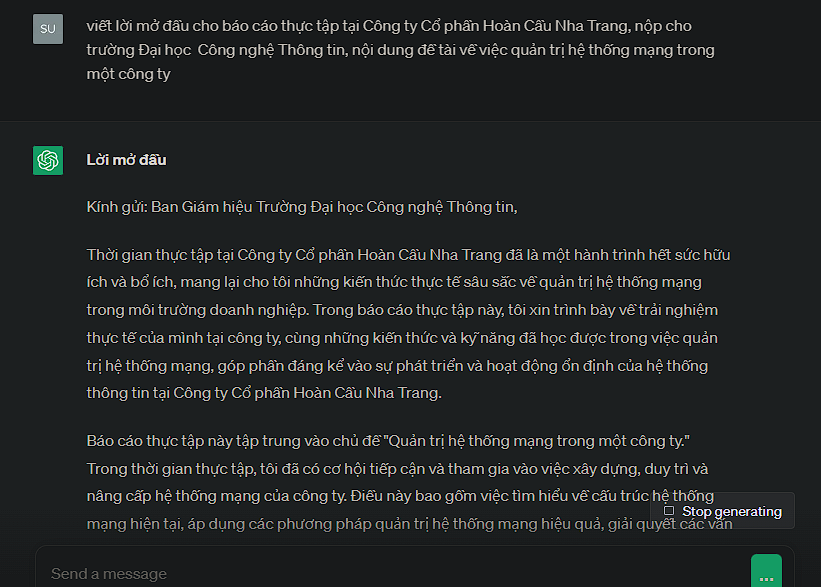 SU
viết lời mở đầu cho báo cáo thực tập tại Công ty Cổ phần Hoàn Cầu Nha Trang, nộp cho
trường Đại học  Công nghệ Thông tin, nội dung đề tài về việc quản trị hệ thống mạng trong
một công ty
Lời mở đầu
Kính gửi: Ban Giám hiệu Trường Đại học Công nghệ Thông tin,
Thời gian thực tập tại Công ty Cổ phần Hoàn Cầu Nha Trang đã là một hành trình hết sức hữu
ích và bổ ích, mang lại cho tôi những kiến thức thực tế sâu sắc về quản trị hệ thống mạng
trong môi trường doanh nghiệp. Trong báo cáo thực tập này, tôi xin trình bày về trải nghiệm
thực tế của mình tại công ty, cùng những kiến thức và kỹ năng đã học được trong việc quản
trị hệ thống mạng, góp phần đáng kể vào sự phát triển và hoạt động ổn định của hệ thống
thông tin tại Công ty Cổ phần Hoàn Cầu Nha Trang.
Báo cáo thực tập này tập trung vào chủ đề "Quản trị hệ thống mạng trong một công ty."
Trong thời gian thực tập, tôi đã có cơ hội tiếp cận và tham gia vào việc xây dựng, duy trì và
nâng cấp hệ thống mạng của công ty. Điều này bao gồm việc tìm hiểu về cấu trúc hệ thống
mạng hiện tại, áp dụng các phương pháp quản trị hệ thống mạng hiệu quả, giải quyết các vấn
Stop generating
Send a message
...